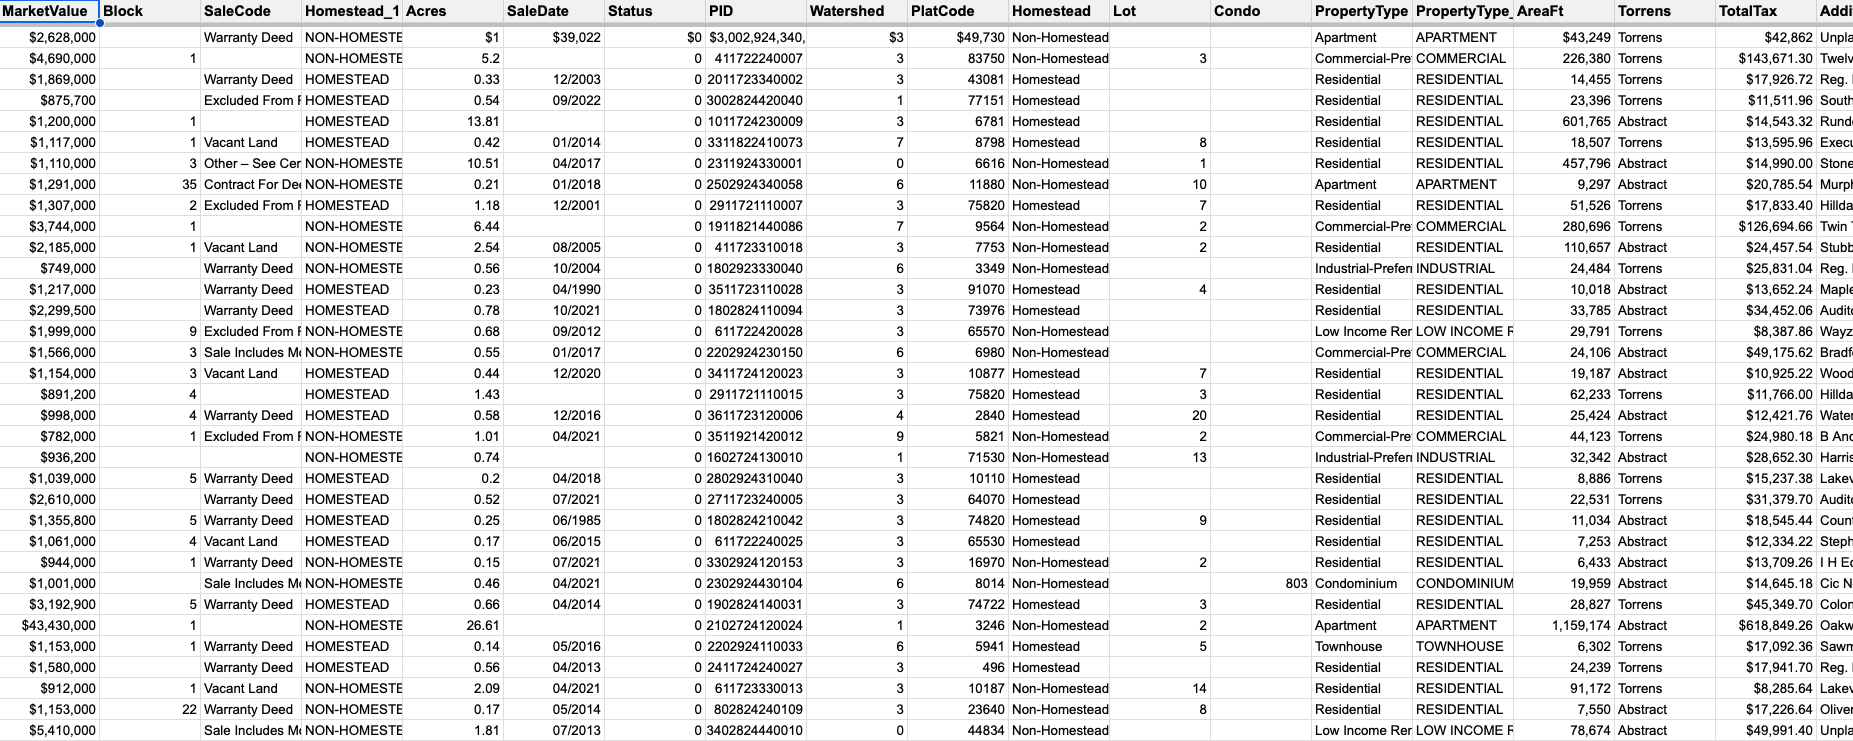 MarketValue Block SaleCode Homestead_1 Acres SaleDate Status PID Watershed PlatCode Homestead Lot Condo PropertyType PropertyType_ AreaFt Torrens TotalTax Addi
$2,628,000 Warranty Deed NON-HOMESTE $1 $39,022 $0 $3,002,924,340, $3 $49,730 Non-Homestead Apartment APARTMENT $43,249 Torrens $42,862 Unpla
$4,690,000 1 NON-HOMESTE 5.2 0 411722240007 3 83750 Non-Homestead 3 Commercial-Pre COMMERCIAL 226,380 Torrens $143,671.30 Twelv
$1,869,000 Warranty Deed HOMESTEAD 0.33 12/2003 0 2011723340002 3 43081 Homestead Residential RESIDENTIAL 14,455 Torrens $17,926.72 Reg. 
$875,700 Excluded From HOMESTEAD 0.54 09/2022 0 3002824420040 1 77151 Homestead Residential RESIDENTIAL 23,396 Torrens $11,511.96 South
$1,200,000 1 HOMESTEAD 13.81 0 1011724230009 3 6781 Homestead Residential RESIDENTIAL 601,765 Torrens $14,543.32 Rund
$1,117,000 1 Vacant Land HOMESTEAD 0.42 01/2014 0 3311822410073 7 8798 Homestead 8 Residential RESIDENTIAL 18,507 Torrens $13,595.96 Execu
$1,110,000 3 Other – See Cer NON-HOMESTE 10.51 04/2017 0 2311924330001 0 6616 Non-Homestead 1 Residential RESIDENTIAL 457,796 Abstract $14,990.00 Stone
$1,291,000 35 Contract For De NON-HOMESTE 0.21 01/2018 0 2502924340058 6 11880 Non-Homestead 10 Apartment APARTMENT 9,297 Abstract $20,785.54 Murph
$1,307,000 2 Excluded From HOMESTEAD 1.18 12/2001 0 2911721110007 3 75820 Homestead 7 Residential RESIDENTIAL 51,526 Torrens $17,833.40 Hillda
$3,744,000 1 NON-HOMESTE 6.44 0 1911821440086 7 9564 Non-Homestead 2 Commercial-Pre COMMERCIAL 280,696 Torrens $126,694.66 Twin
$2,185,000 1 Vacant Land NON-HOMESTE 2.54 08/2005 0 411723310018 3 7753 Non-Homestead 2 Residential RESIDENTIAL 110,657 Abstract $24,457.54 Stubb
$749,000 Warranty Deed NON-HOMESTE 0.56 10/2004 0 1802923330040 6 3349 Non-Homestead Industrial-Prefer INDUSTRIAL 24,484 Torrens $25,831.04 Reg.
$1,217,000 Warranty Deed HOMESTEAD 0.23 04/1990 0 3511723110028 3 91070 Homestead 4 Residential RESIDENTIAL 10,018 Abstract $13,652.24 Maple
$2,299,500 Warranty Deed HOMESTEAD 0.78 10/2021 0 1802824110094 3 73976 Homestead Residential RESIDENTIAL 33,785 Abstract $34,452.06 Audito
$1,999,000 9 Excluded From NON-HOMESTE 0.68 09/2012 0 611722420028 3 65570 Non-Homestead Low Income Rer LOW INCOME R 29,791 Torrens $8,387.86 Wayz
$1,566,000 3 Sale Includes Mo NON-HOMESTE 0.55 01/2017 0 2202924230150 6 6980 Non-Homestead Commercial-Pre COMMERCIAL 24,106 Abstract $49,175.62 Bradf
$1,154,000 3 Vacant Land HOMESTEAD 0.44 12/2020 0 3411724120023 3 10877 Homestead 7 Residential RESIDENTIAL 19,187 Abstract $10,925.22 Wood
$891,200 4 HOMESTEAD 1.43 0 2911721110015 3 75820 Homestead 3 Residential RESIDENTIAL 62,233 Torrens $11,766.00 Hillda
$998,000 4 Warranty Deed HOMESTEAD 0.58 12/2016 0 3611723120006 4 2840 Homestead 20 Residential RESIDENTIAL 25,424 Abstract $12,421.76 Water
$782,000 1 Excluded From NON-HOMESTE 1.01 04/2021 0 3511921420012 9 5821 Non-Homestead 2 Commercial-Pre COMMERCIAL 44,123 Torrens $24,980.18 B And
$936,200 NON-HOMESTE 0.74 0 1602724130010 1 71530 Non-Homestead 13 Industrial-Prefer INDUSTRIAL 32,342 Abstract $28,652.30 Harris
$1,039,000 5 Warranty Deed HOMESTEAD 0.2 04/2018 0 2802924310040 3 10110 Homestead Residential RESIDENTIAL 8,886 Torrens $15,237.38 Lakev
$2,610,000 Warranty Deed HOMESTEAD 0.52 07/2021 0 2711723240005 3 64070 Homestead Residential RESIDENTIAL 22,531 Torrens $31,379.70 Audito
$1,355,800 5 Warranty Deed HOMESTEAD 0.25 06/1985 0 1802824210042 3 74820 Homestead 9 Residential RESIDENTIAL 11,034 Abstract $18,545.44 Count
$1,061,000 4 Vacant Land HOMESTEAD 0.17 06/2015 0 611722240025 3 65530 Homestead Residential RESIDENTIAL 7,253 Abstract $12,334.22 Steph
$944,000 1 Warranty Deed NON-HOMESTE 0.15 07/2021 0 3302924120153 3 16970 Non-Homestead 2 Residential RESIDENTIAL 6,433 Abstract $13,709.26 I H Ed
$1,001,000 Sale Includes Mo NON-HOMESTE 0.46 04/2021 0 2302924430104 6 8014 Non-Homestead 803 Condominium CONDOMINIUM 19,959 Abstract $14,645.18 Cic N
$3,192,900 5 Warranty Deed HOMESTEAD 0.66 04/2014 0 1902824140031 3 74722 Homestead 3 Residential RESIDENTIAL 28,827 Torrens $45,349.70 Colon
$43,430,000 1 NON-HOMESTE 26.61 0 2102724120024 1 3246 Non-Homestead 2 Apartment APARTMENT 1,159,174 Abstract $618,849.26 Oakw
$1,153,000 1 Warranty Deed HOMESTEAD 0.14 05/2016 0 2202924110033 6 5941 Homestead 5 Townhouse TOWNHOUSE 6,302 Torrens $17,092.36 Sawm
$1,580,000 Warranty Deed HOMESTEAD 0.56 04/2013 0 2411724240027 3 496 Homestead Residential RESIDENTIAL 24,239 Torrens $17,941.70 Reg.
$912,000 1 Vacant Land NON-HOMESTE 2.09 04/2021 0 611723330013 3 10187 Non-Homestead 14 Residential RESIDENTIAL 91,172 Torrens $8,285.64 Lakev
$1,153,000 22 Warranty Deed NON-HOMESTE 0.17 05/2014 0 802824240109 3 23640 Non-Homestead 8 Residential RESIDENTIAL 7,550 Abstract $17,226.64 Oliver
$5,410,000 Sale Includes Mo NON-HOMESTE 1.81 07/2013 0 3402824440010 0 44834 Non-Homestead Low Income Rer LOW INCOME R 78,674 Abstract $49,991.40 Unpla